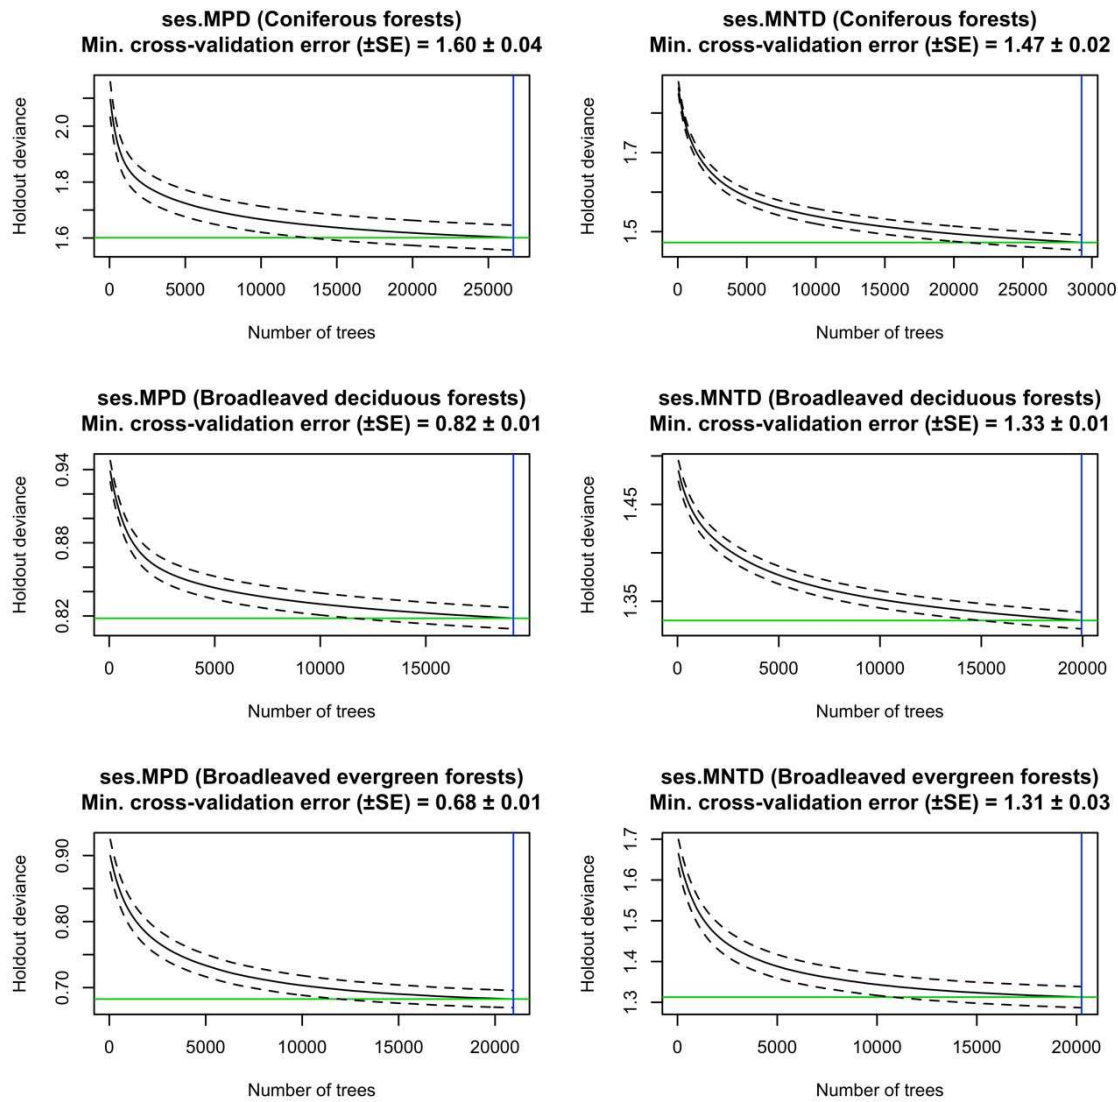 ses.MPD (Coniferous forests)
Min. cross-validation error (±SE) = 1.60 ± 0.04
Holdout deviance
2.0
1.8
1.6
0 5000 10000 15000 20000 25000
Number of trees
ses.MNTD (Coniferous forests)
Min. cross-validation error (±SE) = 1.47 ± 0.02
Holdout deviance
1.7
1.5
0 5000 10000 15000 20000 25000 30000
Number of trees
ses.MPD (Broadleaved deciduous forests)
Min. cross-validation error (±SE) = 0.82 ± 0.01
Holdout deviance
0.94
0.88
0.82
0 5000 10000 15000
Number of trees
ses.MNTD (Broadleaved deciduous forests)
Min. cross-validation error (±SE) = 1.33 ± 0.01
Holdout deviance
1.45
1.35
0 5000 10000 15000 20000
Number of trees
ses.MPD (Broadleaved evergreen forests)
Min. cross-validation error (±SE) = 0.68 ± 0.01
Holdout deviance
0.90
0.80
0.70
0 5000 10000 15000 20000
Number of trees
ses.MNTD (Broadleaved evergreen forests)
Min. cross-validation error (±SE) = 1.31 ± 0.03
Holdout deviance
1.7
1.6
1.5
1.4
1.3
0 5000 10000 15000 20000
Number of trees